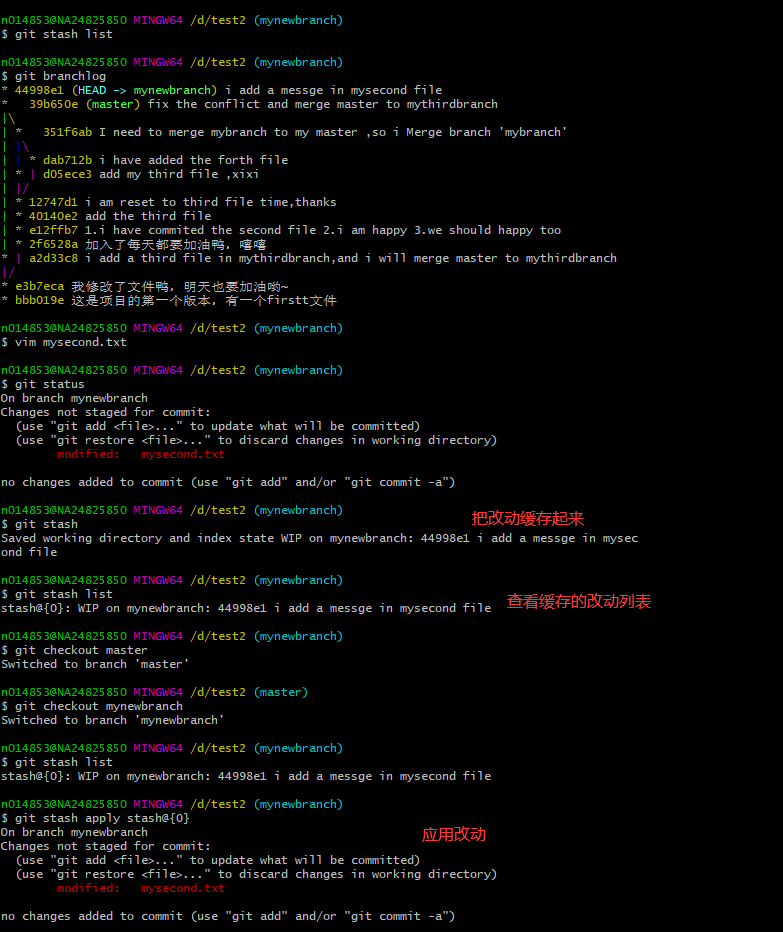 n014853@NA24825850 MINGW64 /d/test2 (mynewbranch)
$ git stash list
n014853@NA24825850 MINGW64 /d/test2 (mynewbranch)
$ git branchlog
* 44998e1 (HEAD -> mynewbranch) i add a messge in mysecond file
*   39b650e (master) fix the conflict and merge master to mythirdbranch
|\
| *   351f6ab I need to merge mybranch to my master ,so i Merge branch 'mybranch'
| |\
| | * dab712b i have added the forth file
| * | d05ece3 add my third file ,xixi
| |/
| * 12747d1 i am reset to third file time,thanks
| * 40140e2 add the third file
| * e12ffb7 1.i have commited the second file 2.i am happy 3.we should happy too
| * 2f6528a 加入了每天都要加油鸭, 嘻嘻
* | a2d33c8 i add a third file in mythirdbranch,and i will merge master to mythirdbranch
|/
* e3b7eca 我修改了文件鸭, 明天也要加油哟~
* bbb019e 这是项目的第一个版本, 有一个firstt文件
n014853@NA24825850 MINGW64 /d/test2 (mynewbranch)
$ vim mysecond.txt
n014853@NA24825850 MINGW64 /d/test2 (mynewbranch)
$ git status
On branch mynewbranch
Changes not staged for commit:
  (use "git add <file>..." to update what will be committed)
  (use "git restore <file>..." to discard changes in working directory)
        modified:   mysecond.txt
no changes added to commit (use "git add" and/or "git commit -a")
n014853@NA24825850 MINGW64 /d/test2 (mynewbranch)
$ git stash 把改动缓存起来
Saved working directory and index state WIP on mynewbranch: 44998e1 i add a messge in mysec
ond file
n014853@NA24825850 MINGW64 /d/test2 (mynewbranch)
$ git stash list
stash@{0}: WIP on mynewbranch: 44998e1 i add a messge in mysecond file 查看缓存的改动列表
n014853@NA24825850 MINGW64 /d/test2 (mynewbranch)
$ git checkout master
Switched to branch 'master'
n014853@NA24825850 MINGW64 /d/test2 (master)
$ git checkout mynewbranch
Switched to branch 'mynewbranch'
n014853@NA24825850 MINGW64 /d/test2 (mynewbranch)
$ git stash list
stash@{0}: WIP on mynewbranch: 44998e1 i add a messge in mysecond file
n014853@NA24825850 MINGW64 /d/test2 (mynewbranch)
$ git stash apply stash@{0}
On branch mynewbranch 应用改动
Changes not staged for commit:
  (use "git add <file>..." to update what will be committed)
  (use "git restore <file>..." to discard changes in working directory)
        modified:   mysecond.txt
no changes added to commit (use "git add" and/or "git commit -a")